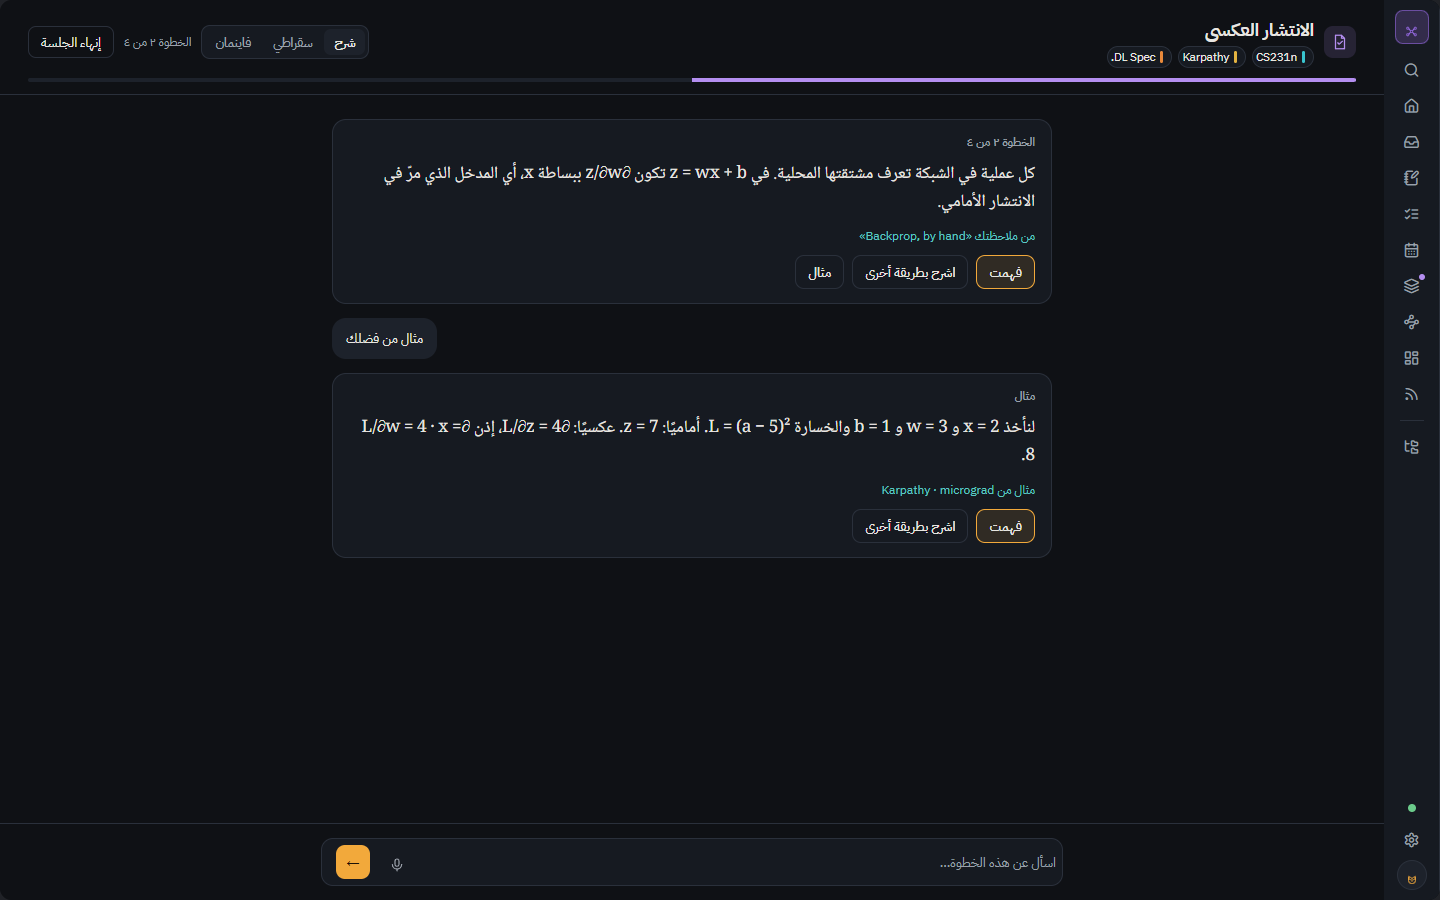 الانتشار العكسي
CS231n
Karpathy
DL Spec.
شرح
سقراطي
فاينمان
الخطوة ٢ من ٤
إنهاء الجلسة
الخطوة ٢ من ٤
كل عملية في الشبكة تعرف مشتقتها المحلية. في z = wx + b تكون ∂z/∂w ببساطة x، أي المدخل الذي مرّ في
الانتشار الأمامي.
من ملاحظتك «Backprop, by hand»
فهمت
اشرح بطريقة أخرى
مثال
مثال من فضلك
مثال
لنأخذ x = 2 و w = 3 و b = 1 والخسارة L = (a − 5)². أماميًا: z = 7. عكسيًا: ∂L/∂z = 4، إذن ∂L/∂w = 4 · x =
8.
مثال من Karpathy · micrograd
فهمت
اشرح بطريقة أخرى
اسأل عن هذه الخطوة...